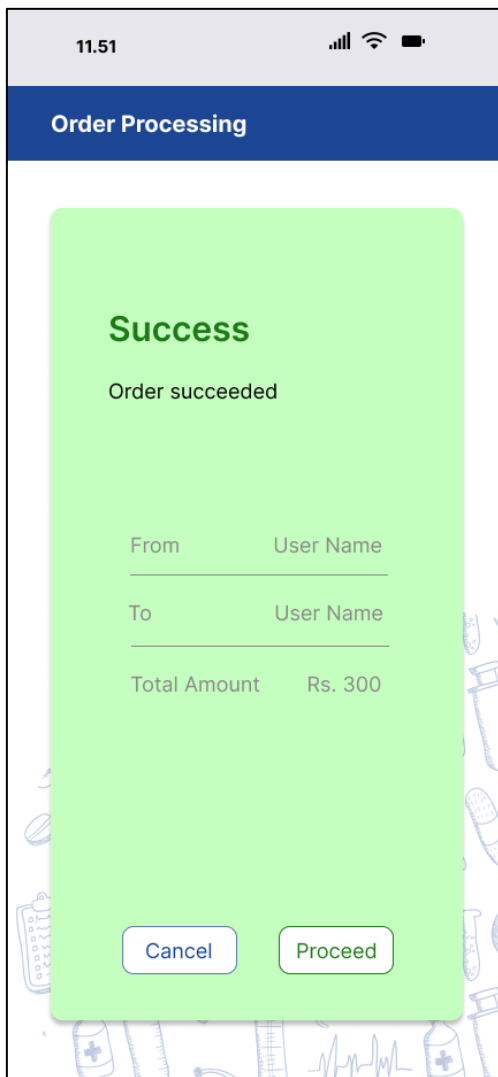 11.51
Order Processing
Success
Order succeeded
From User Name
To User Name
Total Amount Rs. 300
Cancel Proceed